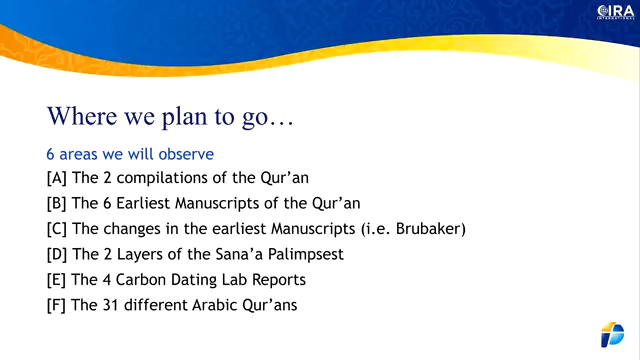 CIRA
INTERNATIONAL
Where we plan to go…
6 areas we will observe
[A] The 2 compilations of the Qur’an
[B] The 6 Earliest Manuscripts of the Qur’an
[C] The changes in the earliest Manuscripts (i.e. Brubaker)
[D] The 2 Layers of the Sana’a Palimpsest
[E] The 4 Carbon Dating Lab Reports
[F] The 31 different Arabic Qur’ans